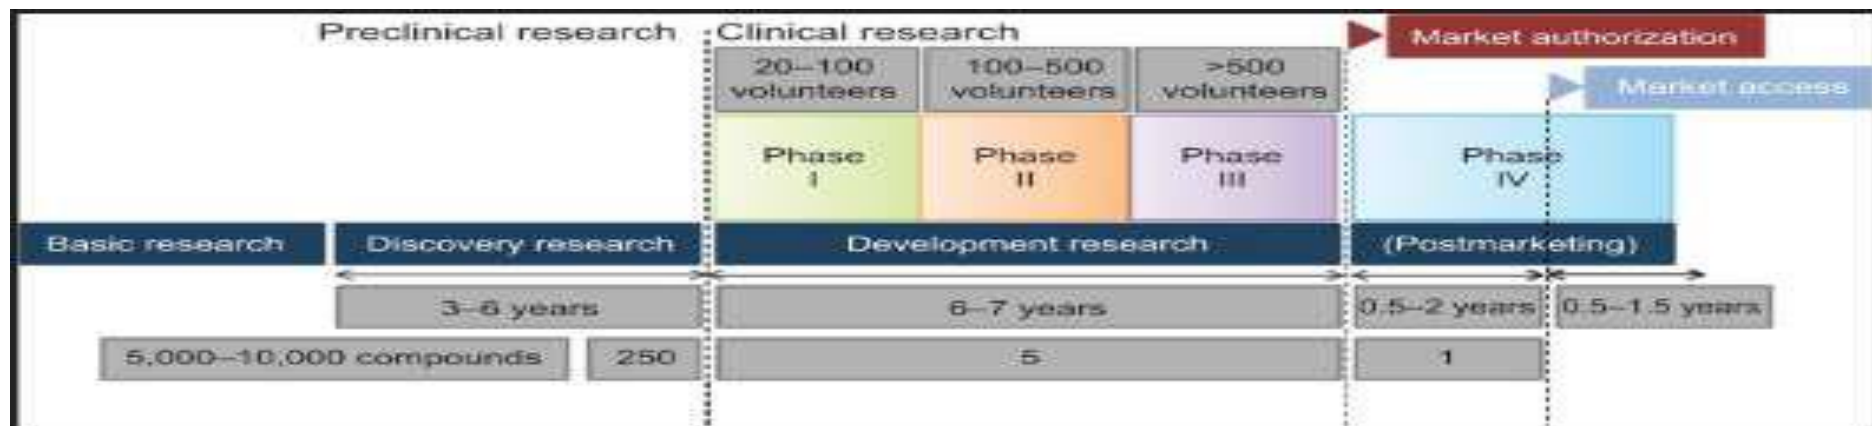 Preclinical research
Clinical research
Market authorization
20–100
volunteers
100–500
volunteers
>500
volunteers
Market access
Phase
I
Phase
II
Phase
III
Phase
IV
Basic research
Discovery research
Development research
(Postmarketing)
3–6 years
6–7 years
0.5–2 years
0.5–1.5 years
5,000–10,000 compounds
250
5
1